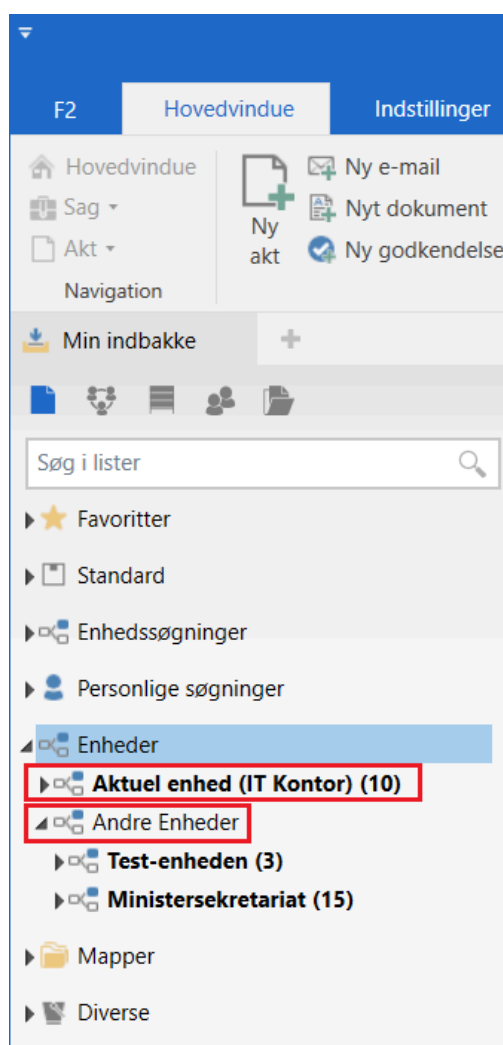 F2 Hovedvindue Indstillinger
Hovedvindue
Sag
Akt
Navigation
Ny
akt
Ny e-mail
Nyt dokument
Ny godkendelse
Min indbakke
Søg i lister
Favoritter
Standard
Enhedssøgninger
Personlige søgninger
Enheder
Aktuel enhed (IT Kontor) (10)
Andre Enheder
Test-enheden (3)
Ministersekretariat (15)
Mapper
Diverse